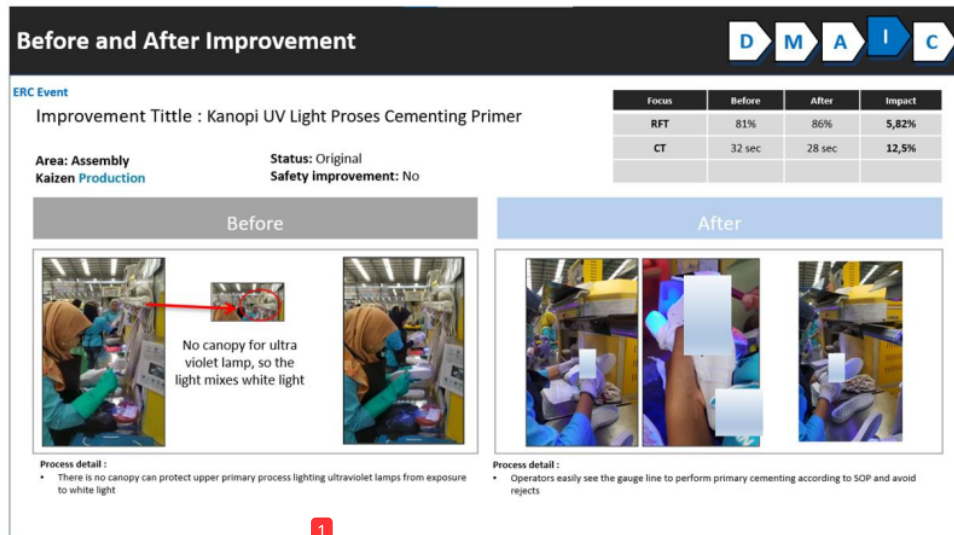 Before and After Improvement
D M A I C
ERC Event
Improvement Tittle : Kanopi UV Light Proses Cementing Primer
Focus Before After Impact
RFT 81% 86% 5,82%
CT 32 sec 28 sec 12,5%
Area: Assembly
Status: Original
Kaizen Production
Safety improvement: No
Before
After
No canopy for ultra
violet lamp, so the
light mixes white light
Process detail :
• There is no canopy can protect upper primary process lighting ultraviolet lamps from exposure
to white light
Process detail :
• Operators easily see the gauge line to perform primary cementing according to SOP and avoid
rejects
1